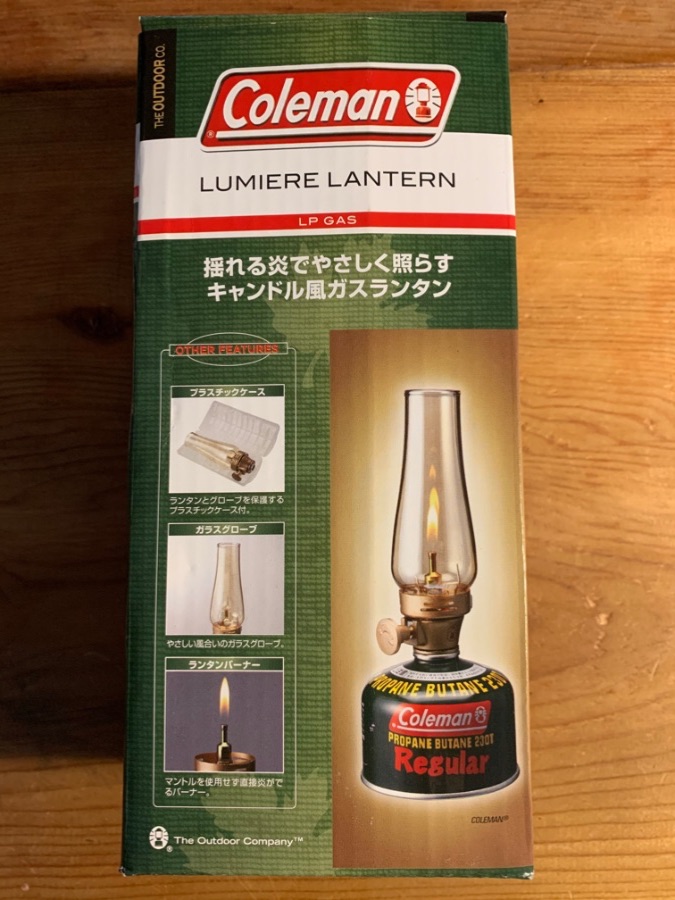 THE OUTDOOR CO.
Coleman
®
LUMIERE LANTERN
LP GAS
揺れる炎でやさしく照らす
キャンドル風ガスランタン
OTHER FEATURES
プラスチックケース
ランタンとグローブを保護する
プラスチックケース付。
ガラスグローブ
やさしい風合いのガラスグローブ。
ランタンバーナー
マントルを使用せず直接炎がで
るバーナー。
PROPANE BUTANE 230
Coleman
PROPANE BUTANE 230T
Regular
COLEMAN®
® The Outdoor Company™